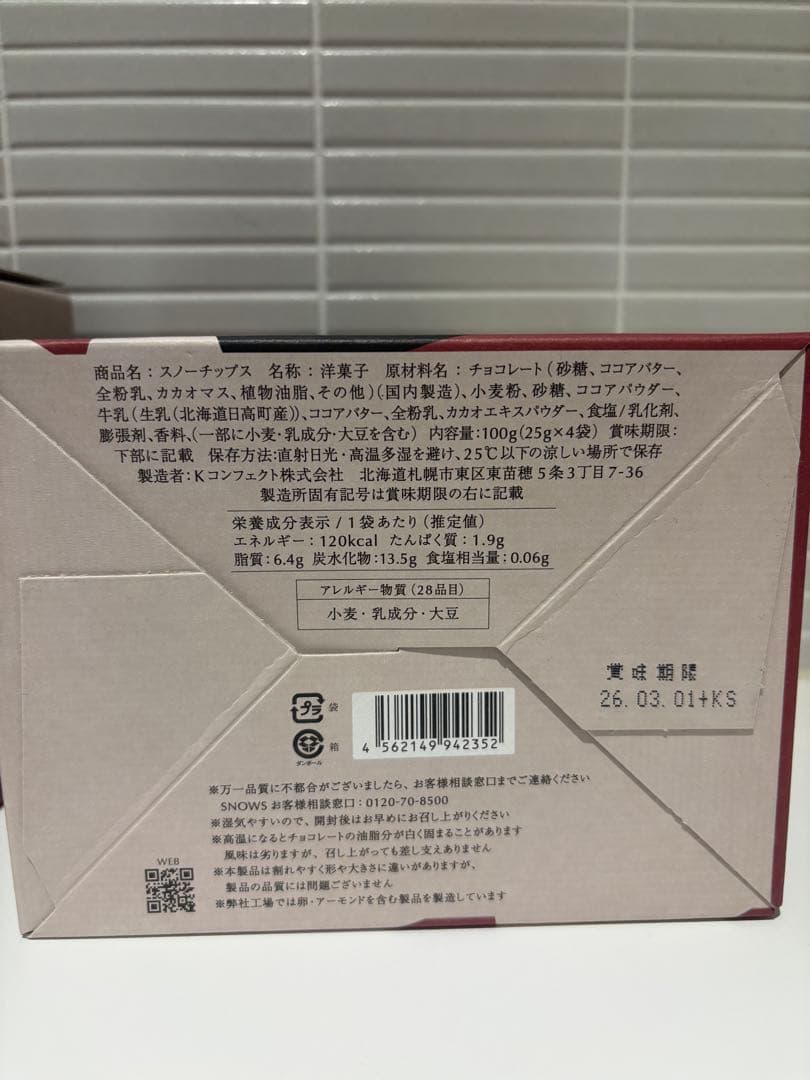 商品名：スノーチップス 名称：洋菓子 原材料名：チョコレート（砂糖、ココアバター、
全粉乳、カカオマス、植物油脂、その他）（国内製造）、小麦粉、砂糖、ココアパウダー、
牛乳（生乳（北海道日高町産））、ココアバター、全粉乳、カカオエキスパウダー、食塩/乳化剤、
膨張剤、香料、（一部に小麦・乳成分・大豆を含む） 内容量：100g（25g×4袋） 賞味期限：
下部に記載 保存方法：直射日光・高温多湿を避け、25℃以下の涼しい場所で保存
製造者：Kコンフェクト株式会社 北海道札幌市東区東苗穂5条3丁目7-36
製造所固有記号は賞味期限の右に記載
栄養成分表示/1袋あたり（推定値）
エネルギー：120kcal たんぱく質：1.9g
脂質：6.4g 炭水化物：13.5g 食塩相当量：0.06g
アレルギー物質（28品目）
小麦・乳成分・大豆
賞味期限
26.03.01+KS
プラ 袋
ダンボール 箱
4 562149 942352
※万一品質に不都合がございましたら、お客様相談窓口までご連絡ください
SNOWS お客様相談窓口：0120-70-8500
※湿気やすいので、開封後はお早めにお召し上がりください
※高温になるとチョコレートの油脂分が白く固まることがあります
風味は劣りますが、召し上がっても差し支えありません
※本製品は割れやすく形や大きさに違いがありますが、
製品の品質には問題ございません
※弊社工場では卵・アーモンドを含む製品を製造しています
WEB